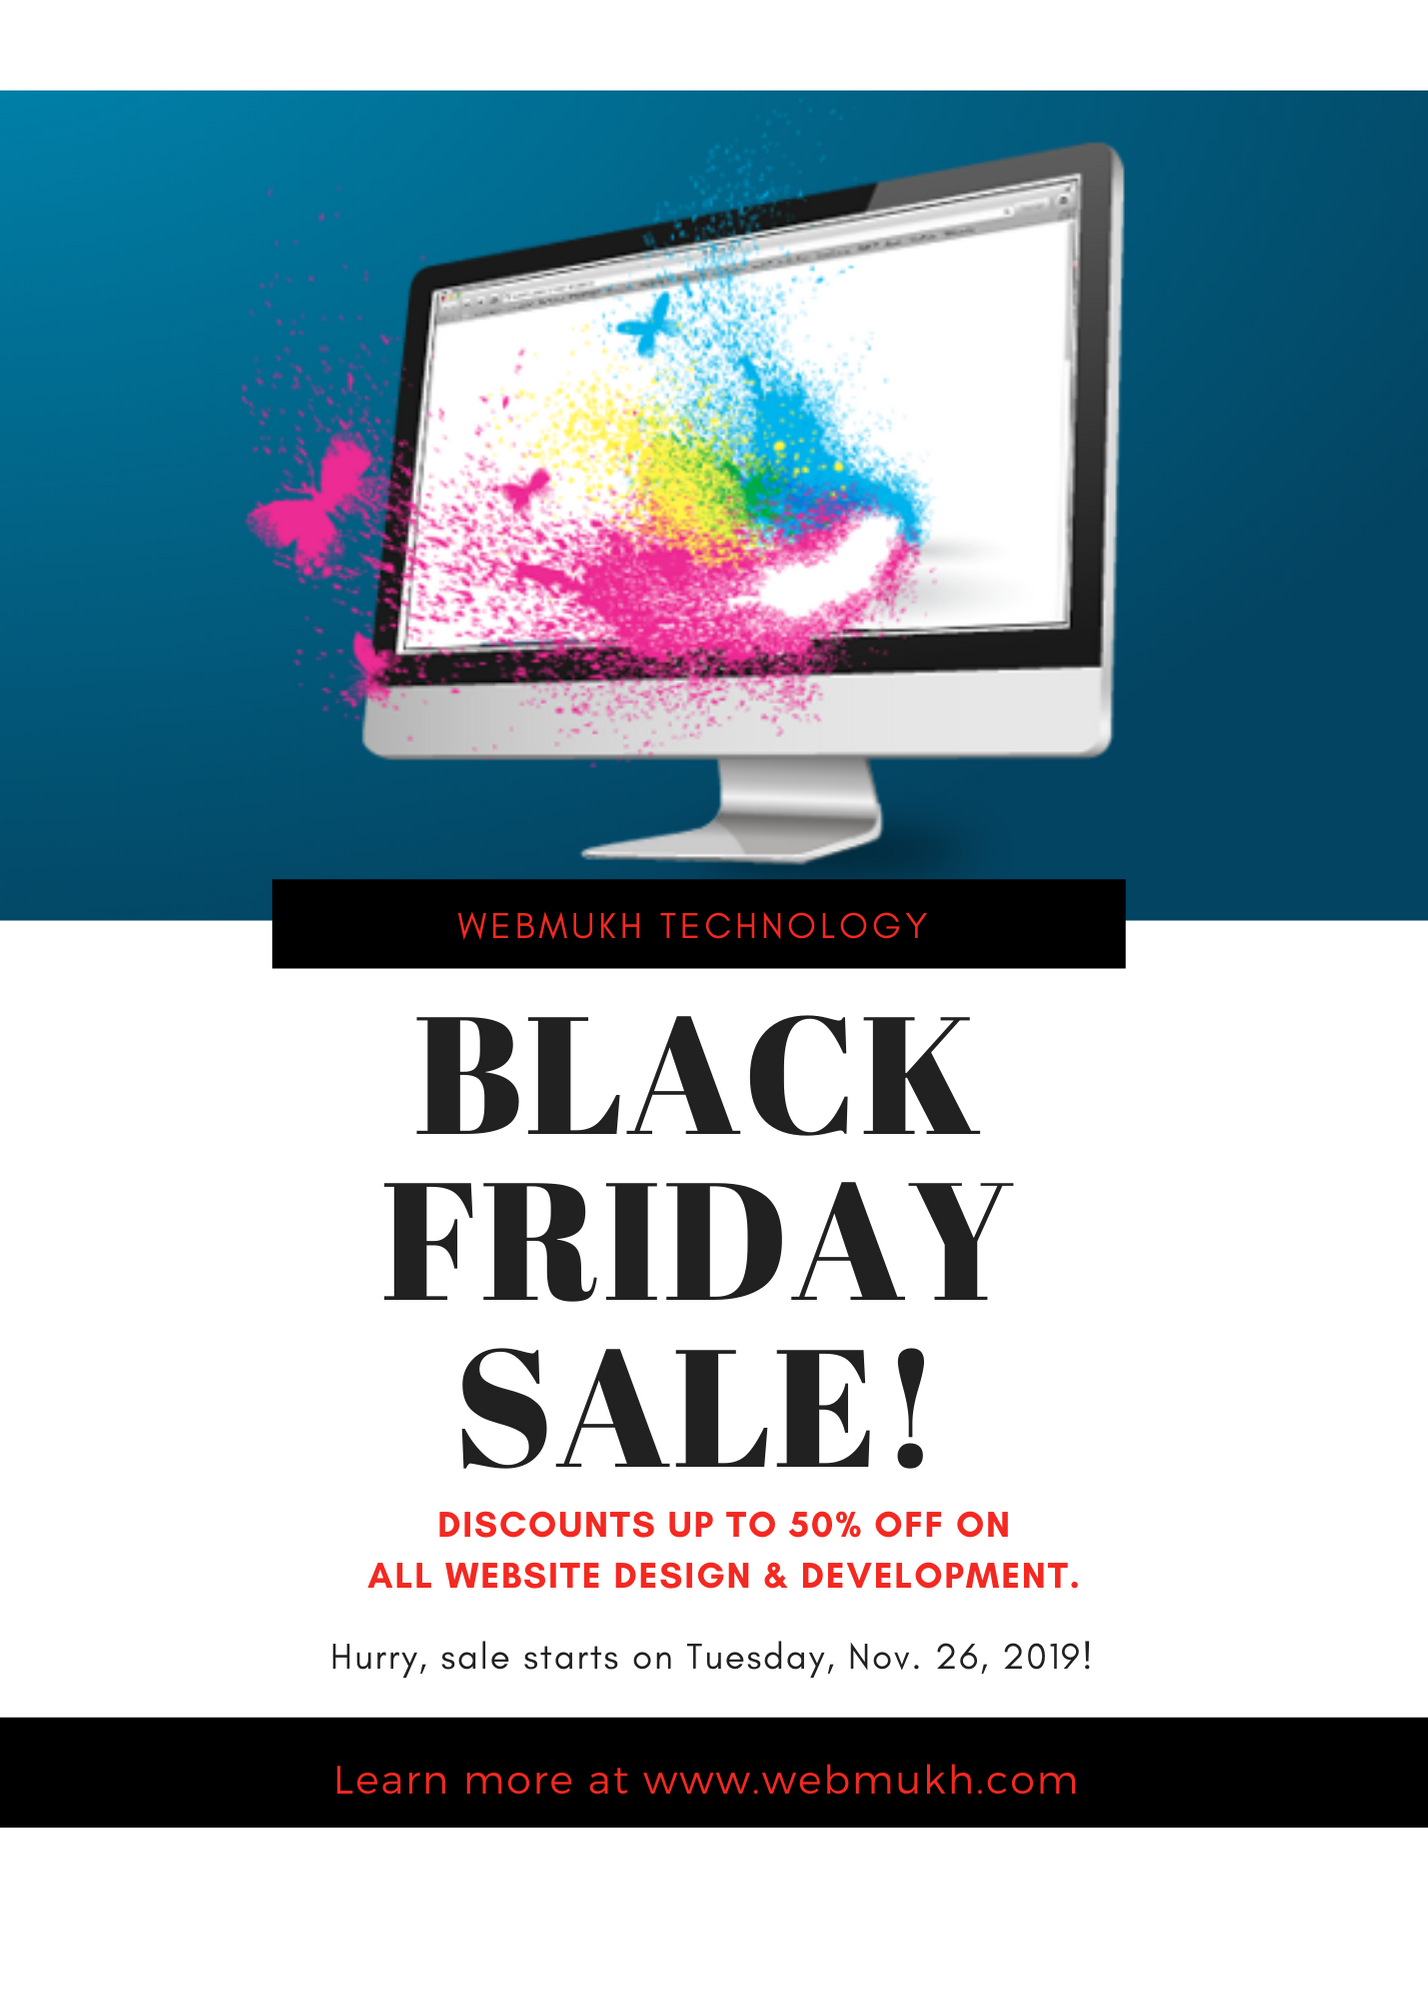 WEBMUKH TECHNOLOGY
BLACK
FRIDAY
SALE!
DISCOUNTS UP TO 50% OFF ON
ALL WEBSITE DESIGN & DEVELOPMENT.
Hurry, sale starts on Tuesday, Nov. 26, 2019!
Learn more at www.webmukh.com